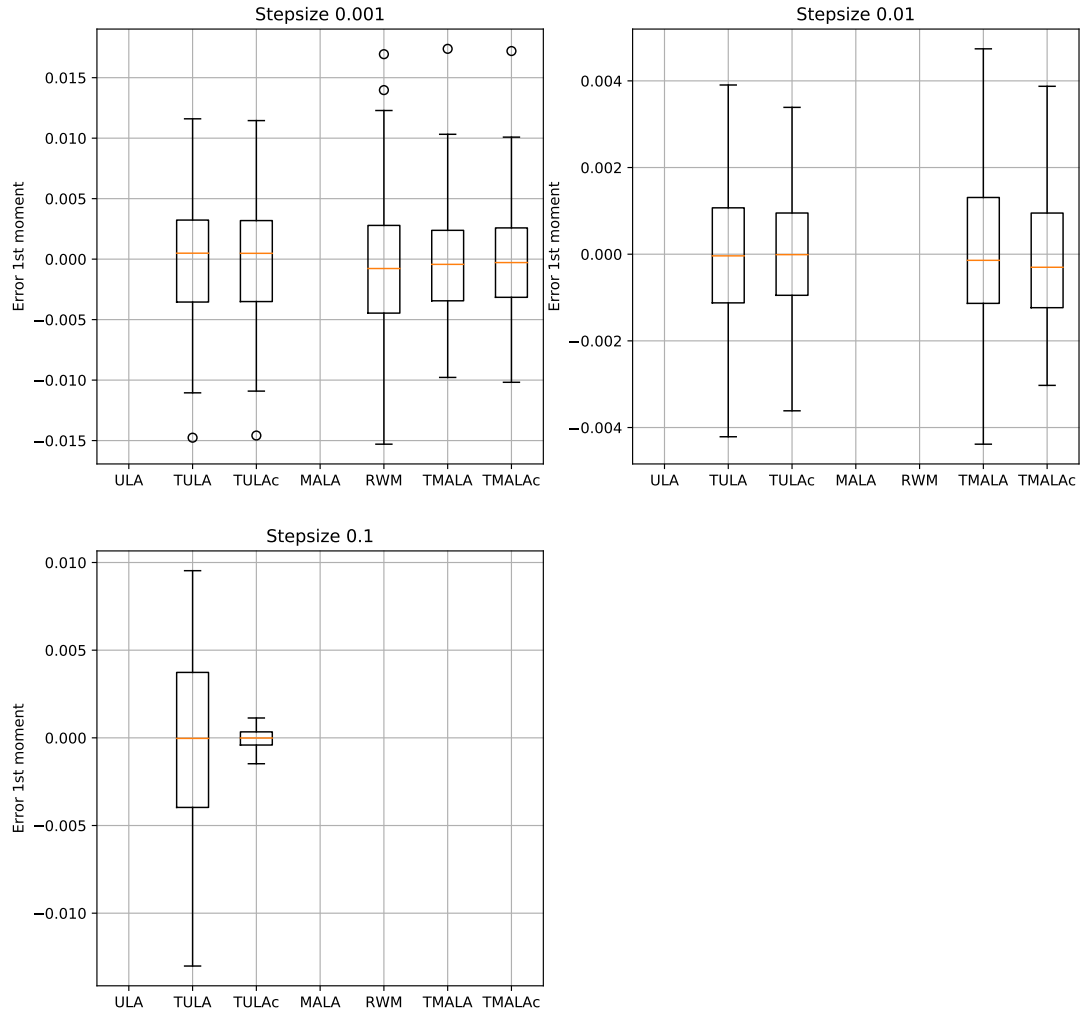 Stepsize 0.001
Error 1st moment
0.015
0.010
0.005
0.000
−0.005
−0.010
−0.015
ULA TULA TULAc MALA RWM TMALA TMALAc
Stepsize 0.01
Error 1st moment
0.004
0.002
0.000
−0.002
−0.004
ULA TULA TULAc MALA RWM TMALA TMALAc
Stepsize 0.1
Error 1st moment
0.010
0.005
0.000
−0.005
−0.010
ULA TULA TULAc MALA RWM TMALA TMALAc